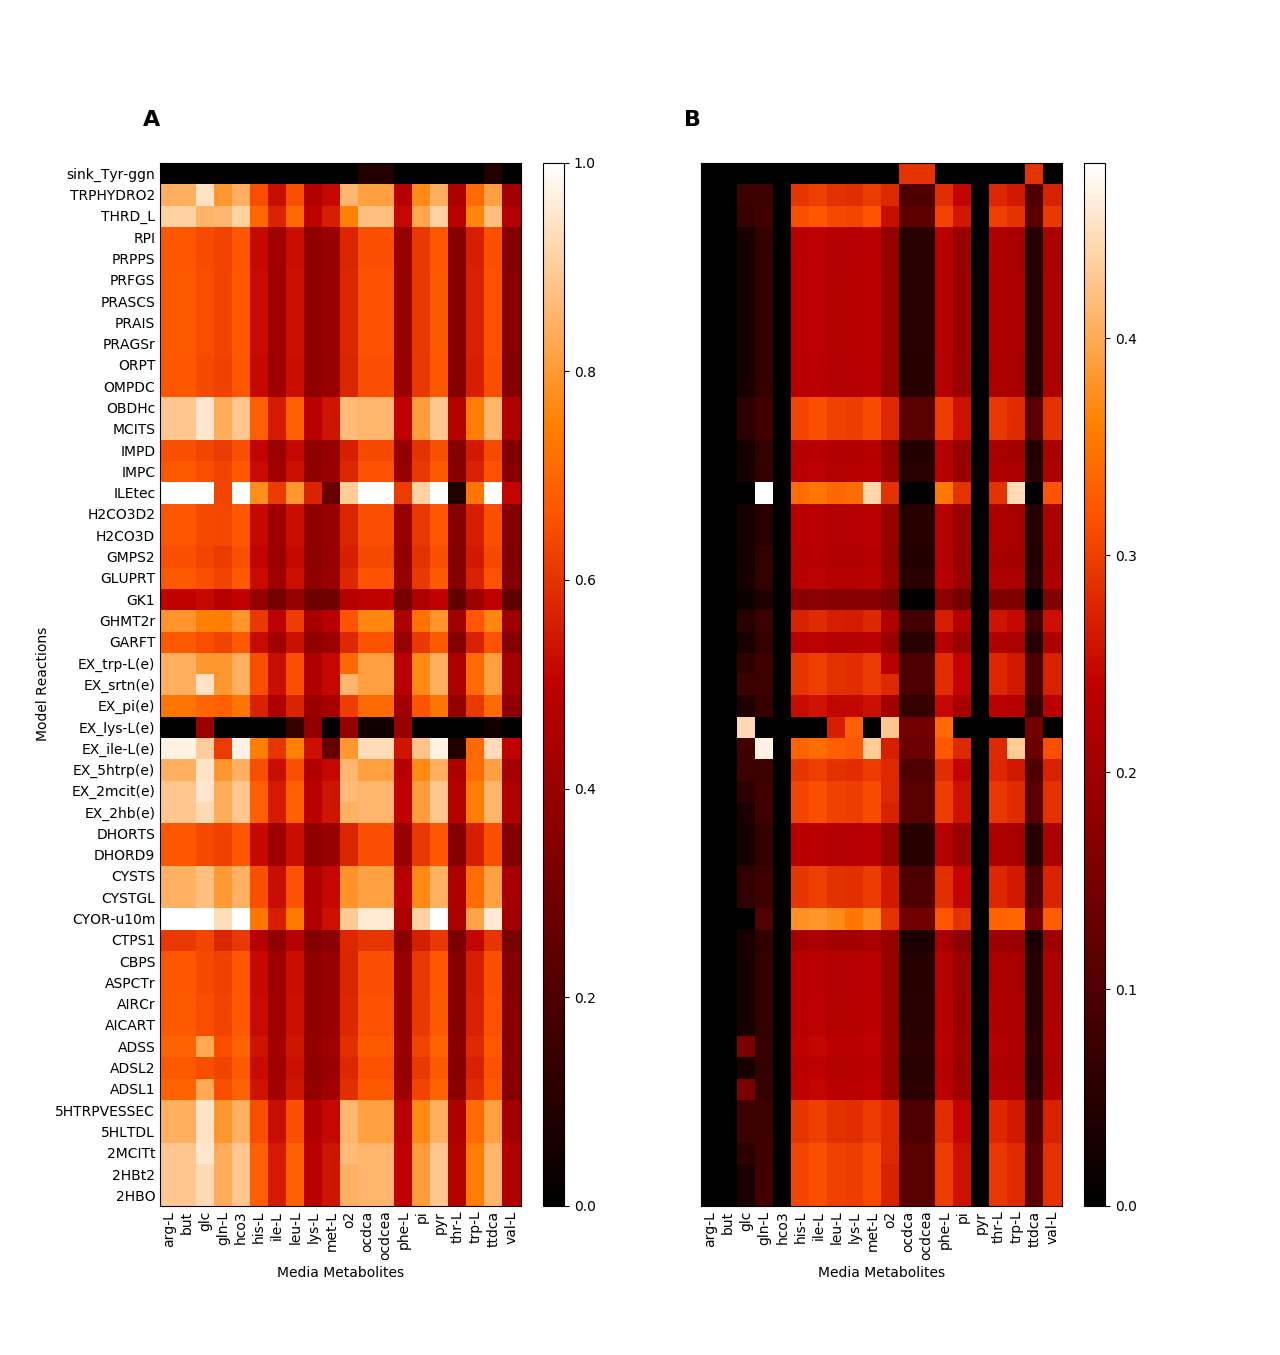 A
B
sink_Tyr-ggn
TRPHYDRO2
THRD_L
RPI
PRPPS
PRFGS
PRASCS
PRAIS
PRAGSr
ORPT
OMPDC
OBDHc
MCITS
IMPD
IMPC
ILEtec
H2CO3D2
H2CO3D
GMPS2
GLUPRT
GK1
GHMT2r
GARFT
EX_trp-L(e)
EX_srtn(e)
EX_pi(e)
EX_lys-L(e)
EX_ile-L(e)
EX_5htrp(e)
EX_2mcit(e)
EX_2hb(e)
DHORTS
DHORD9
CYSTS
CYSTGL
CYOR-u10m
CTPS1
CBPS
ASPCTr
AIRCr
AICART
ADSS
ADSL2
ADSL1
5HTRPVESSEC
5HLTDL
2MCITt
2HBt2
2HBO
Model Reactions
1.0
0.8
0.6
0.4
0.2
0.0
0.4
0.3
0.2
0.1
0.0
arg-L but glc gln-L hco3 his-L ile-L leu-L lys-L met-L o2 ocdca ocdcea phe-L pi pyr thr-L trp-L ttdca val-L
arg-L but glc gln-L hco3 his-L ile-L leu-L lys-L met-L o2 ocdca ocdcea phe-L pi pyr thr-L trp-L ttdca val-L
Media Metabolites
Media Metabolites